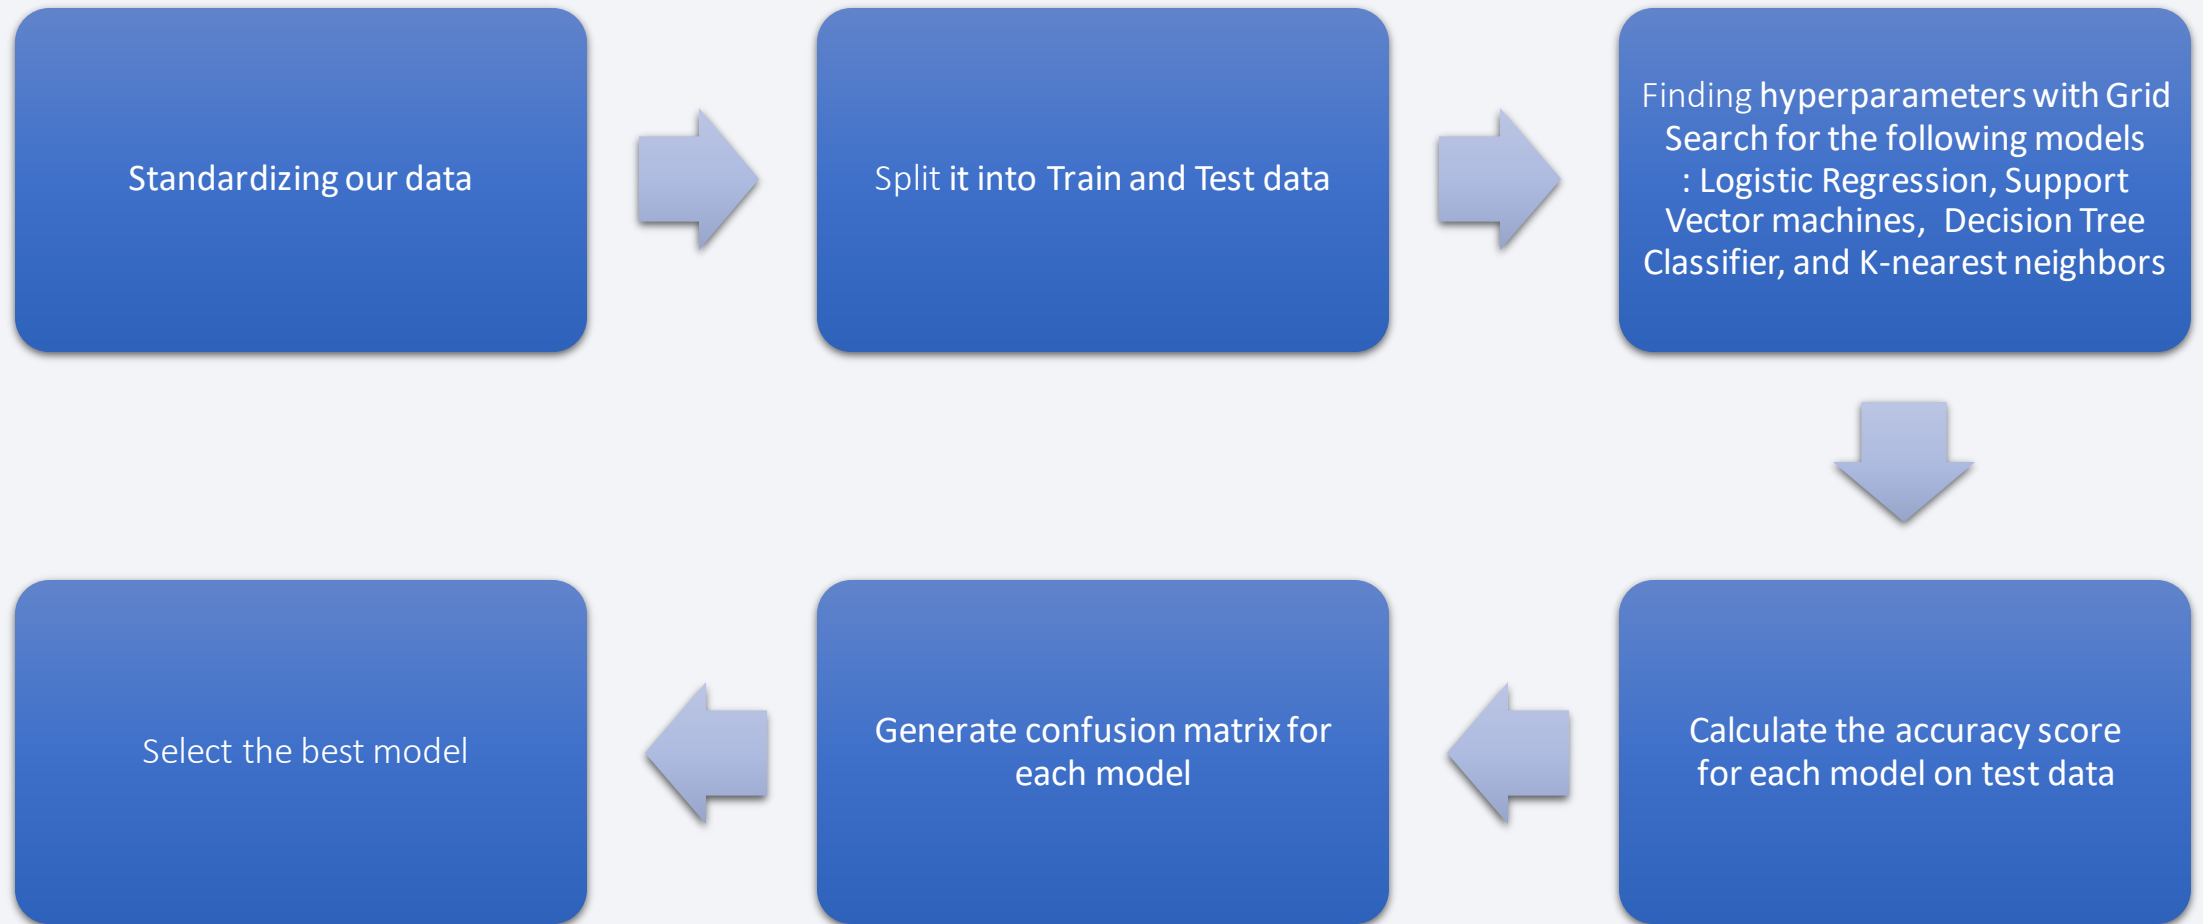 Standardizing our data
Split it into Train and Test data
Finding hyperparameters with Grid
Search for the following models
: Logistic Regression, Support
Vector machines, Decision Tree
Classifier, and K-nearest neighbors
Calculate the accuracy score
for each model on test data
Generate confusion matrix for
each model
Select the best model